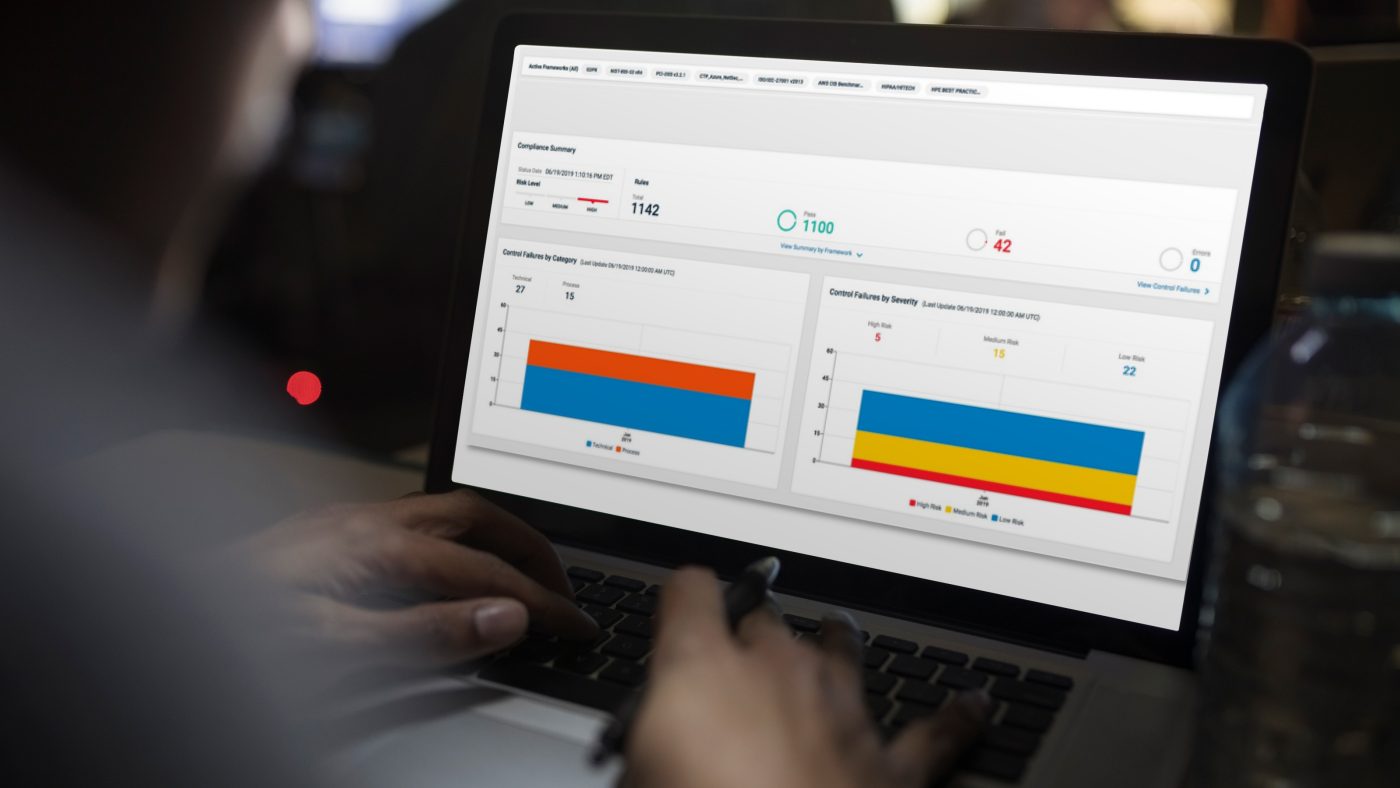 Active Frameworks (All) GDPR NIST-800-53 v4 PCI-DSS v3.2.1 CTP_Azure_NetSec_... ISO/IEC-27001 v2013 AWS CIS Benchmar... HIPAA/HITECH HPE BEST PRACTIC...
Compliance Summary
Status Date 06/19/2019 1:10:16 PM EDT
Risk Level
LOW MEDIUM HIGH
Rules
Total
1142
Pass
1100
View Summary by Framework
Fail
42
Errors
0
View Control Failures
Control Failures by Category (Last Update 06/19/2019 12:00:00 AM UTC)
Technical
27
Process
15
60
45
30
15
0
Jun
2019
Technical Process
Control Failures by Severity (Last Update 06/19/2019 12:00:00 AM UTC)
High Risk
5
Medium Risk
15
Low Risk
22
60
45
30
15
0
Jun
2019
High Risk Medium Risk Low Risk